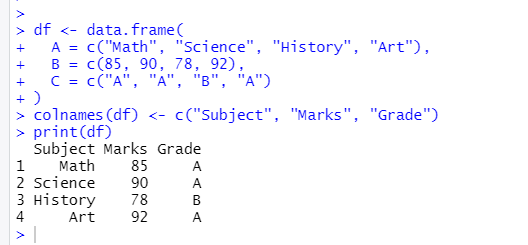 >
> df <- data.frame(
+   A = c("Math", "Science", "History", "Art"),
+   B = c(85, 90, 78, 92),
+   C = c("A", "A", "B", "A")
+ )
> colnames(df) <- c("Subject", "Marks", "Grade")
> print(df)
  Subject Marks Grade
1    Math    85     A
2 Science    90     A
3 History    78     B
4     Art    92     A
>